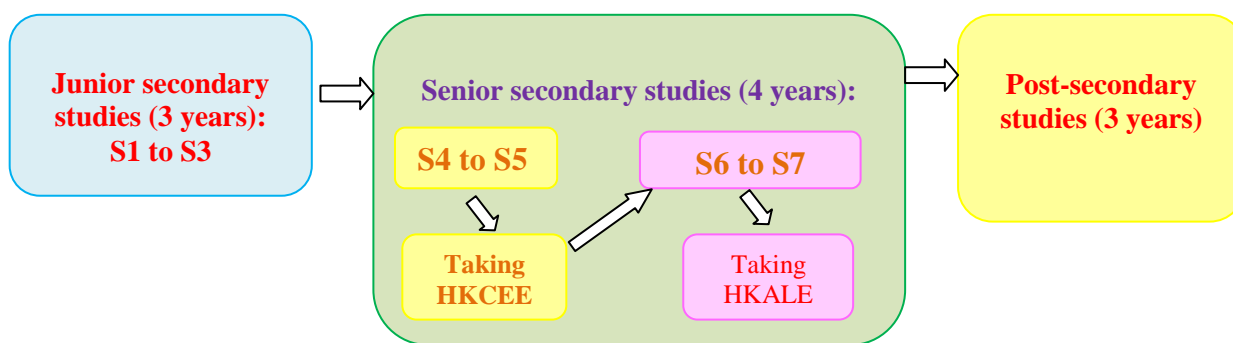 Junior secondary
studies (3 years):
S1 to S3
Senior secondary studies (4 years):
S4 to S5
S6 to S7
Taking
HKCEE
Taking
HKALE
Post-secondary
studies (3 years)